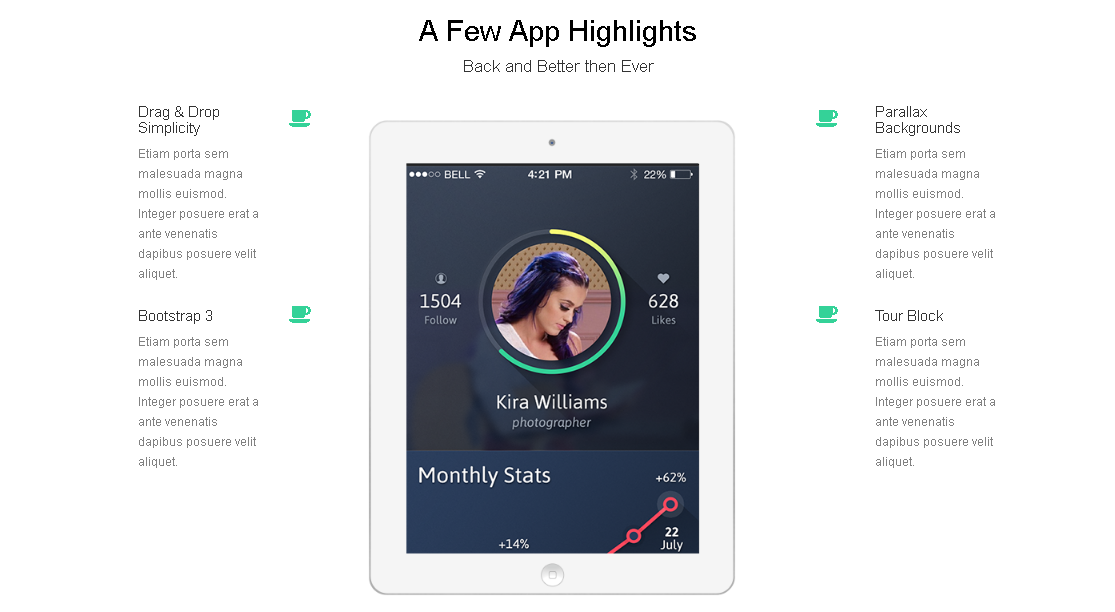 A Few App Highlights
Back and Better then Ever
Drag & Drop
Simplicity
Etiam porta sem
malesuada magna
mollis euismod.
Integer posuere erat a
ante venenatis
dapibus posuere velit
aliquet.
Bootstrap 3
Etiam porta sem
malesuada magna
mollis euismod.
Integer posuere erat a
ante venenatis
dapibus posuere velit
aliquet.
BELL 4:21 PM 22%
1504
Follow
628
Likes
Kira Williams
photographer
Monthly Stats
+62%
22
July
+14%
Parallax
Backgrounds
Etiam porta sem
malesuada magna
mollis euismod.
Integer posuere erat a
ante venenatis
dapibus posuere velit
aliquet.
Tour Block
Etiam porta sem
malesuada magna
mollis euismod.
Integer posuere erat a
ante venenatis
dapibus posuere velit
aliquet.